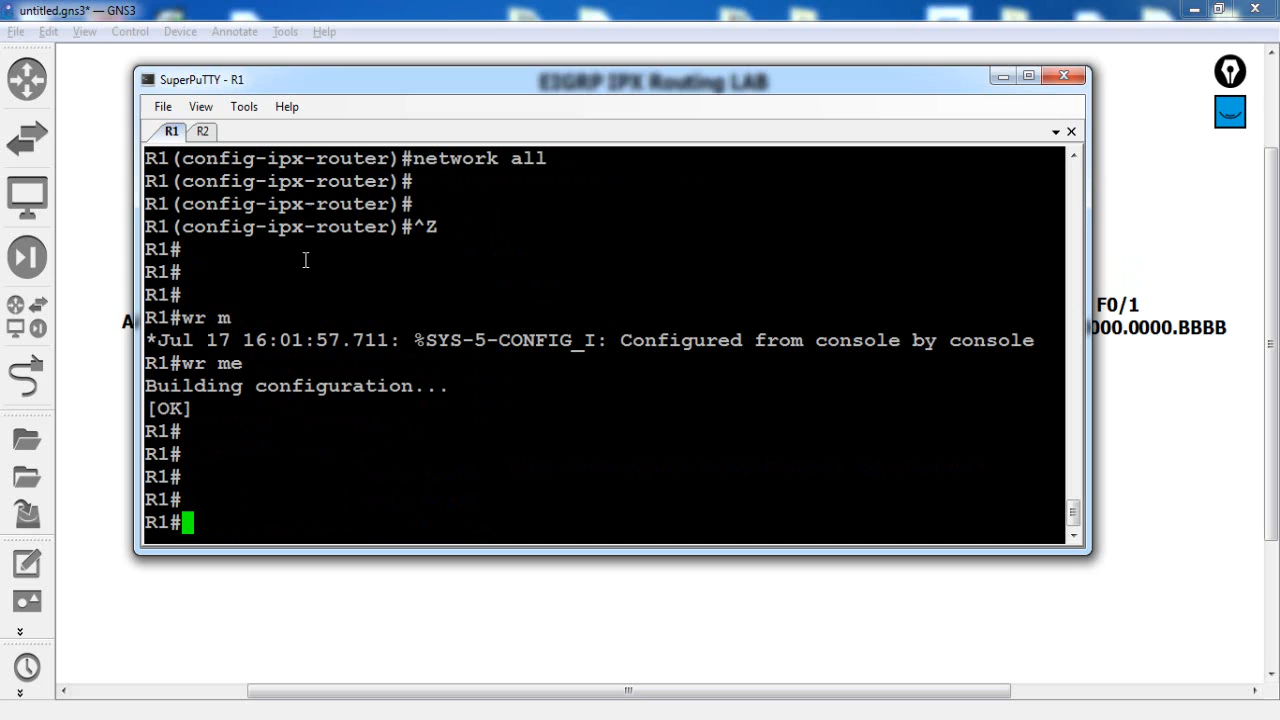 untitled.gns3* — GNS3
File Edit View Control Device Annotate Tools Help
EIGRP IPX Routing LAB
SuperPuTTY - R1
File View Tools Help
R1 R2
R1(config-ipx-router)#network all
R1(config-ipx-router)#
R1(config-ipx-router)#
R1(config-ipx-router)#^Z
R1#
R1#
R1#
R1#wr m
*Jul 17 16:01:57.711: %SYS-5-CONFIG_I: Configured from console by console
R1#wr me
Building configuration...
[OK]
R1#
R1#
R1#
R1#
R1#
A
F0/1
000.0000.BBBB